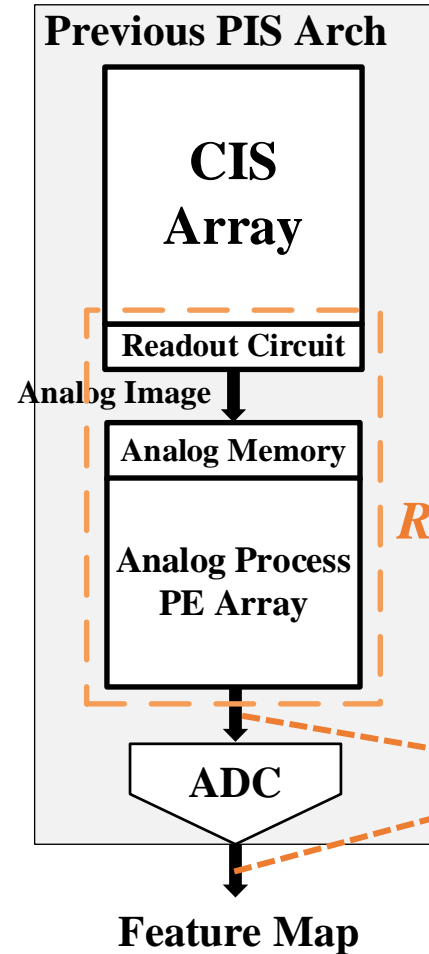 Previous PIS Arch
CIS
Array
Readout Circuit
Analog Image
Analog Memory
R
Analog Process
PE Array
ADC
Feature Map